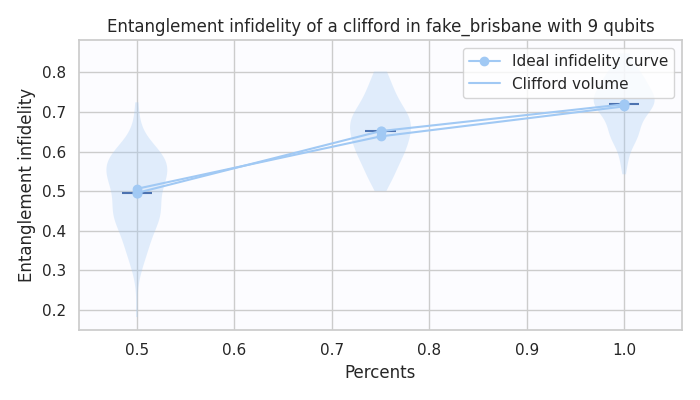 Entanglement infidelity of a clifford in fake_brisbane with 9 qubits
Ideal infidelity curve
Clifford volume
Entanglement infidelity
0.8
0.7
0.6
0.5
0.4
0.3
0.2
0.5 0.6 0.7 0.8 0.9 1.0
Percents